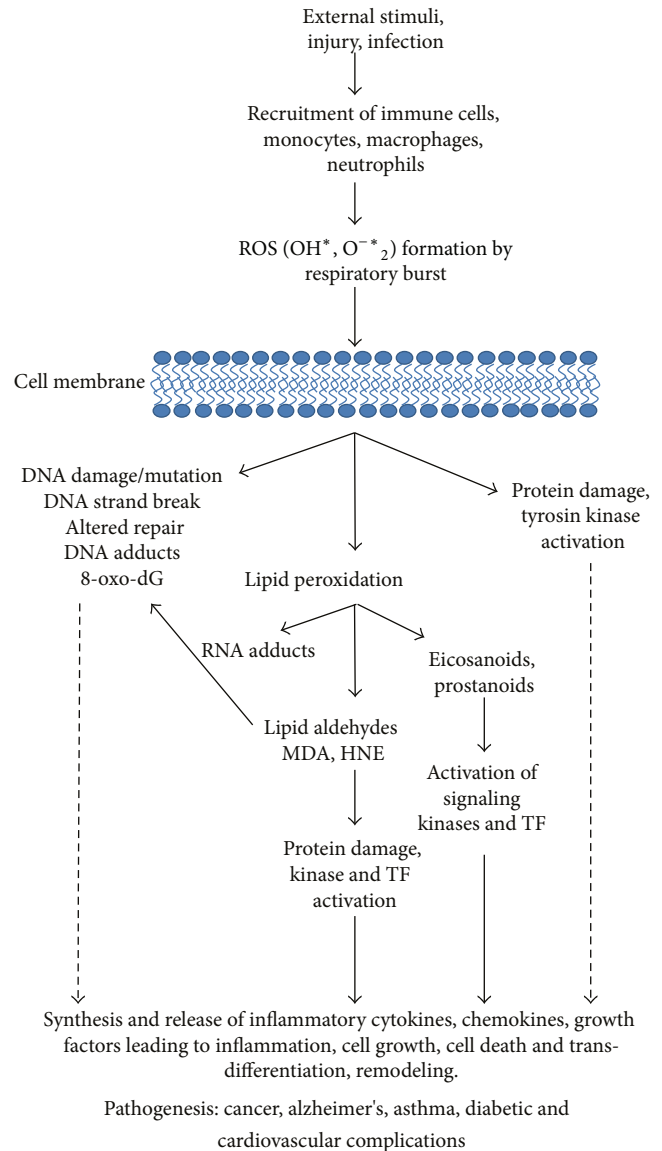 External stimuli,
injury, infection
Recruitment of immune cells,
monocytes, macrophages,
neutrophils
ROS (OH*, O⁻*₂) formation by
respiratory burst
Cell membrane
DNA damage/mutation
DNA strand break
Altered repair
DNA adducts
8-oxo-dG
Protein damage,
tyrosin kinase
activation
Lipid peroxidation
RNA adducts
Eicosanoids,
prostanoids
Lipid aldehydes
MDA, HNE
Activation of
signaling
kinases and TF
Protein damage,
kinase and TF
activation
Synthesis and release of inflammatory cytokines, chemokines, growth
factors leading to inflammation, cell growth, cell death and trans-
differentiation, remodeling.
Pathogenesis: cancer, alzheimer's, asthma, diabetic and
cardiovascular complications